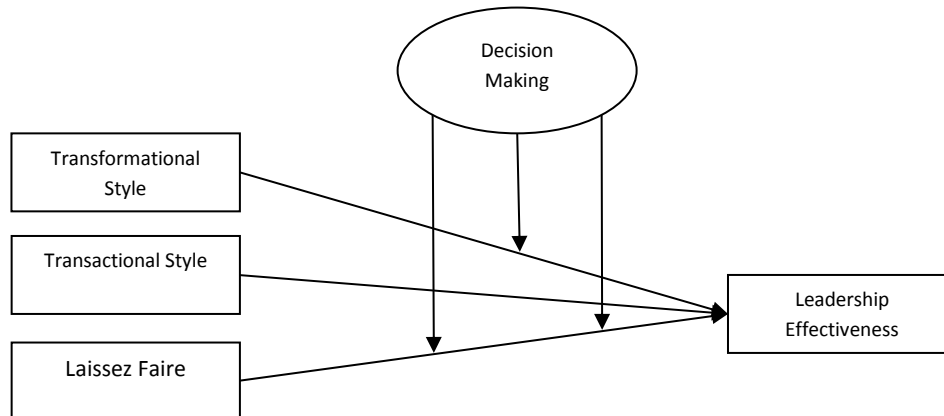 Decision
Making
Transformational
Style
Transactional Style
Laissez Faire
Leadership
Effectiveness